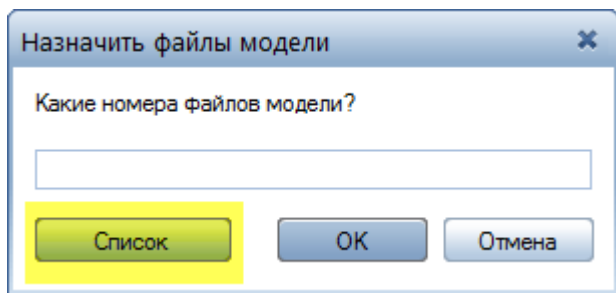 Назначить файлы модели
Какие номера файлов модели?
Список OK Отмена